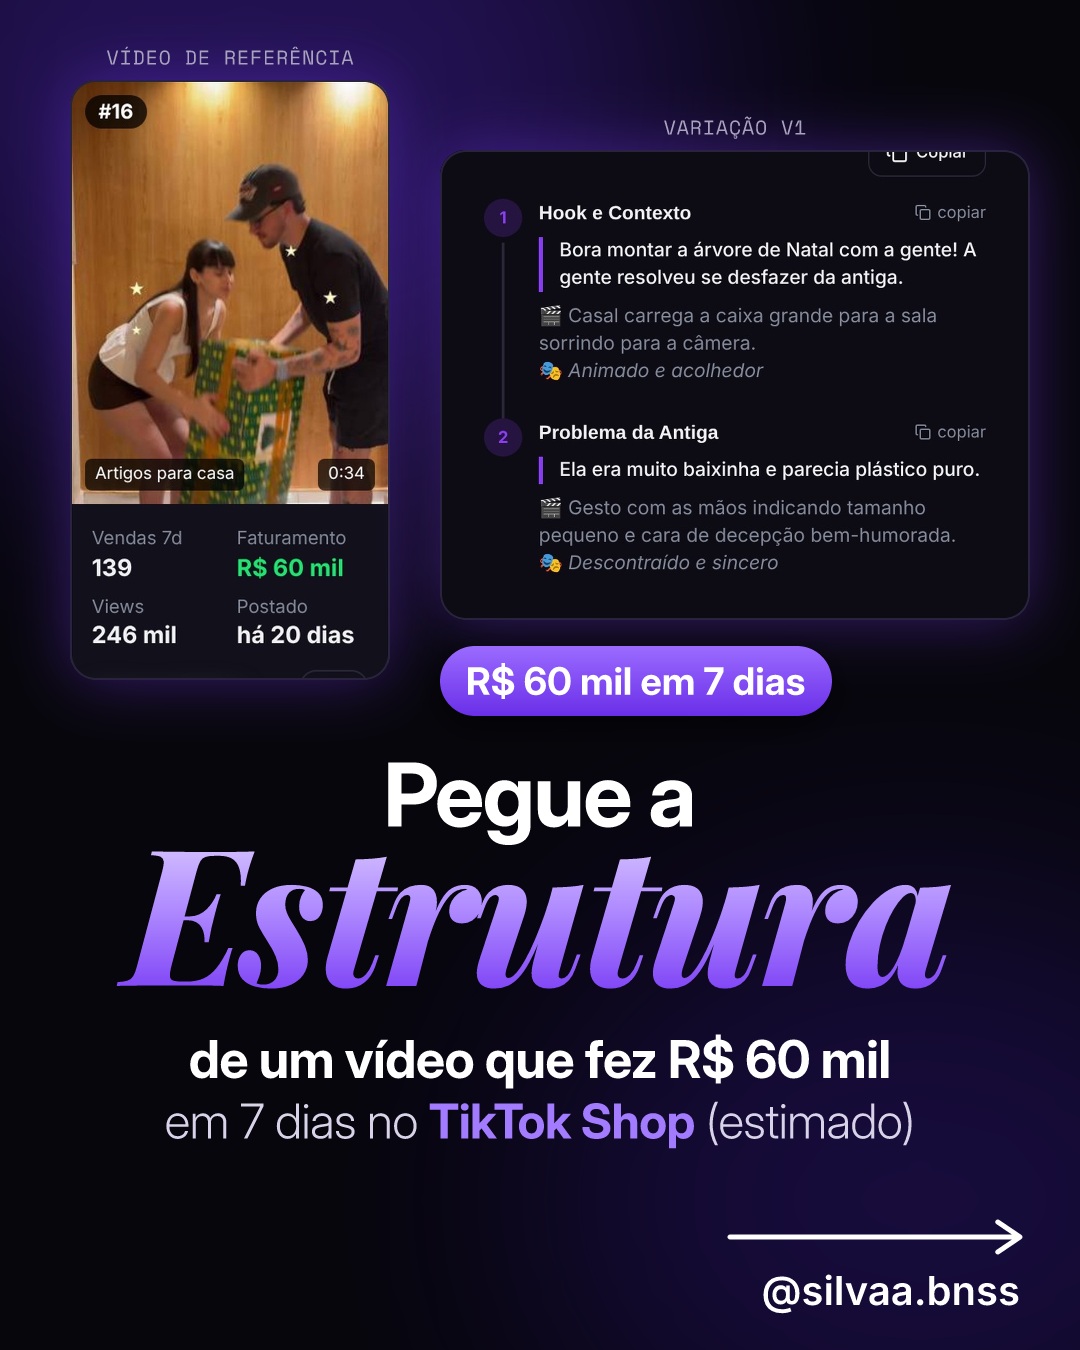 VÍDEO DE REFERÊNCIA
#16
Artigos para casa
0:34
Vendas 7d
139
Faturamento
R$ 60 mil
Views
246 mil
Postado
há 20 dias
VARIAÇÃO V1
Copiar
1
Hook e Contexto
copiar
Bora montar a árvore de Natal com a gente! A
gente resolveu se desfazer da antiga.
🎬 Casal carrega a caixa grande para a sala
sorrindo para a câmera.
🎭 Animado e acolhedor
2
Problema da Antiga
copiar
Ela era muito baixinha e parecia plástico puro.
🎬 Gesto com as mãos indicando tamanho
pequeno e cara de decepção bem-humorada.
🎭 Descontraído e sincero
R$ 60 mil em 7 dias
Pegue a
Estrutura
de um vídeo que fez R$ 60 mil
em 7 dias no TikTok Shop (estimado)
@silvaa.bnss